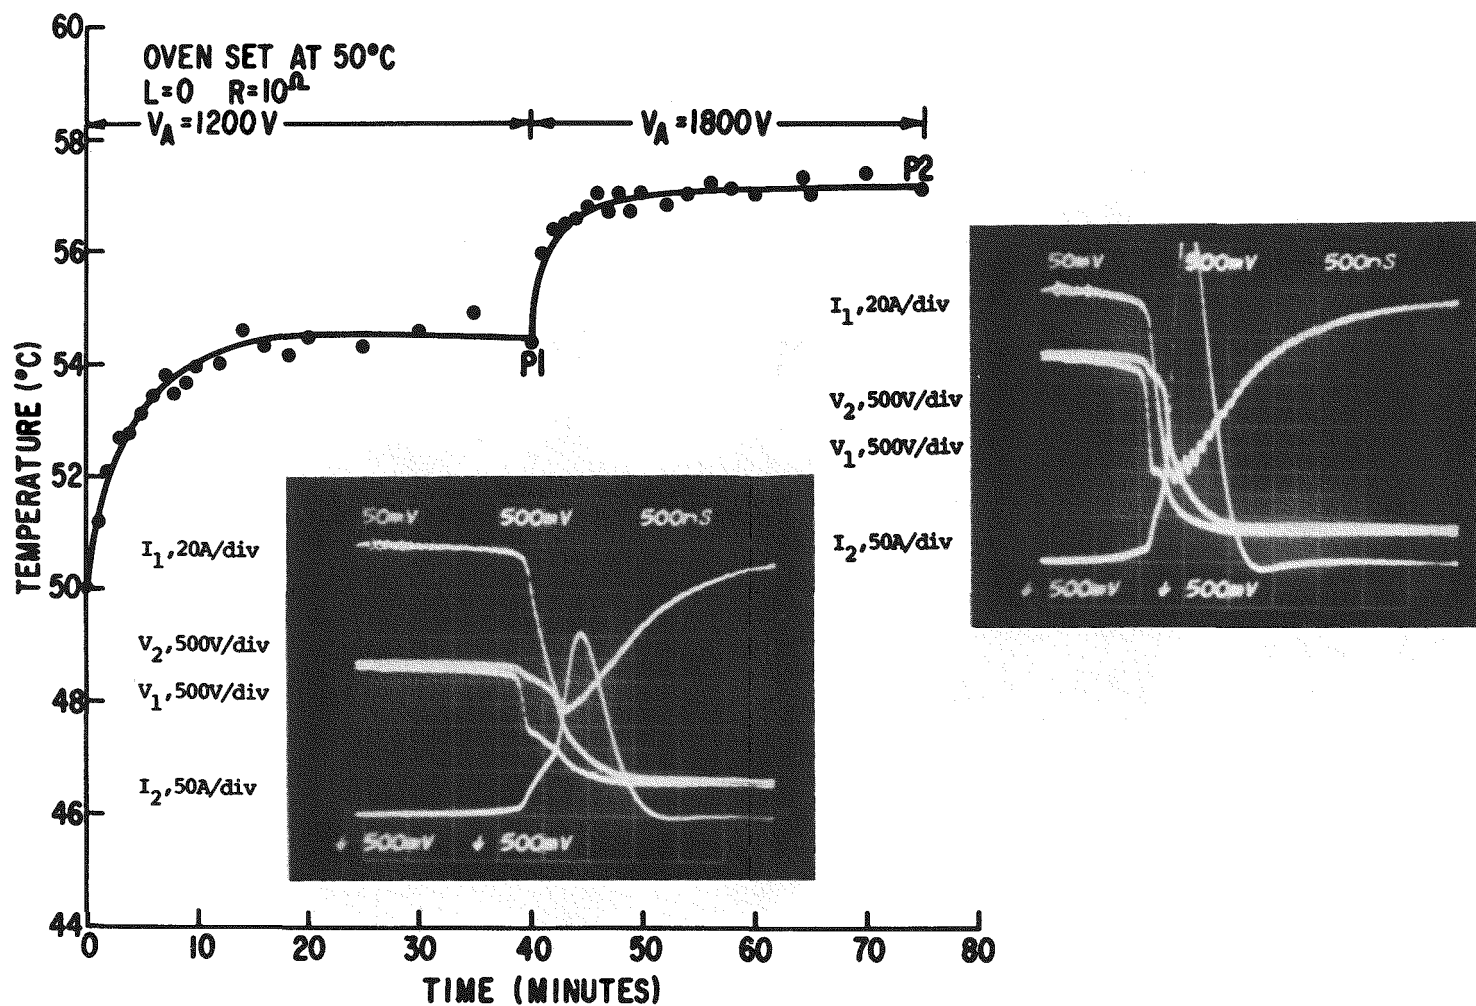 60
58
56
54
52
50
48
46
44
TEMPERATURE (°C)
OVEN SET AT 50°C
L=0 R=10Ω
V_A=1200V
V_A=1800V
P1
P2
I₁,20A/div
V₂,500V/div
V₁,500V/div
I₂,50A/div
50mV 500mV 500nS
500mV 500mV
I₁,20A/div
V₂,500V/div
V₁,500V/div
I₂,50A/div
50mV 500mV 500nS
500mV 500mV
0 10 20 30 40 50 60 70 80
TIME (MINUTES)